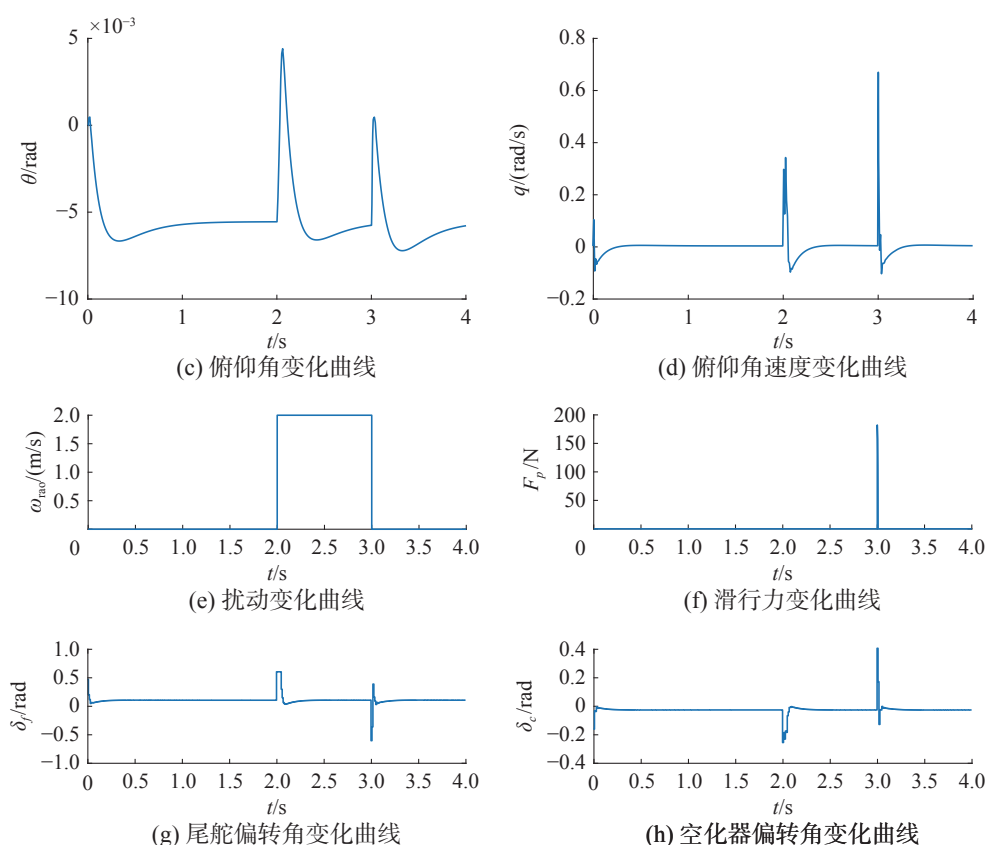 ×10⁻³
5
0
−5
−10
θ/rad
0 1 2 3 4
t/s
(c) 俯仰角变化曲线
0.8
0.6
0.4
0.2
0
−0.2
q/(rad/s)
0 1 2 3 4
t/s
(d) 俯仰角速度变化曲线
2.0
1.5
1.0
0.5
ω_rao/(m/s)
0 0.5 1.0 1.5 2.0 2.5 3.0 3.5 4.0
t/s
(e) 扰动变化曲线
200
150
100
50
F_p/N
0 0.5 1.0 1.5 2.0 2.5 3.0 3.5 4.0
t/s
(f) 滑行力变化曲线
1.0
0.5
0
−0.5
−1.0
δ_f/rad
0 0.5 1.0 1.5 2.0 2.5 3.0 3.5 4.0
t/s
(g) 尾舵偏转角变化曲线
0.4
0.2
0
−0.2
−0.4
δ_c/rad
0 0.5 1.0 1.5 2.0 2.5 3.0 3.5 4.0
t/s
(h) 空化器偏转角变化曲线